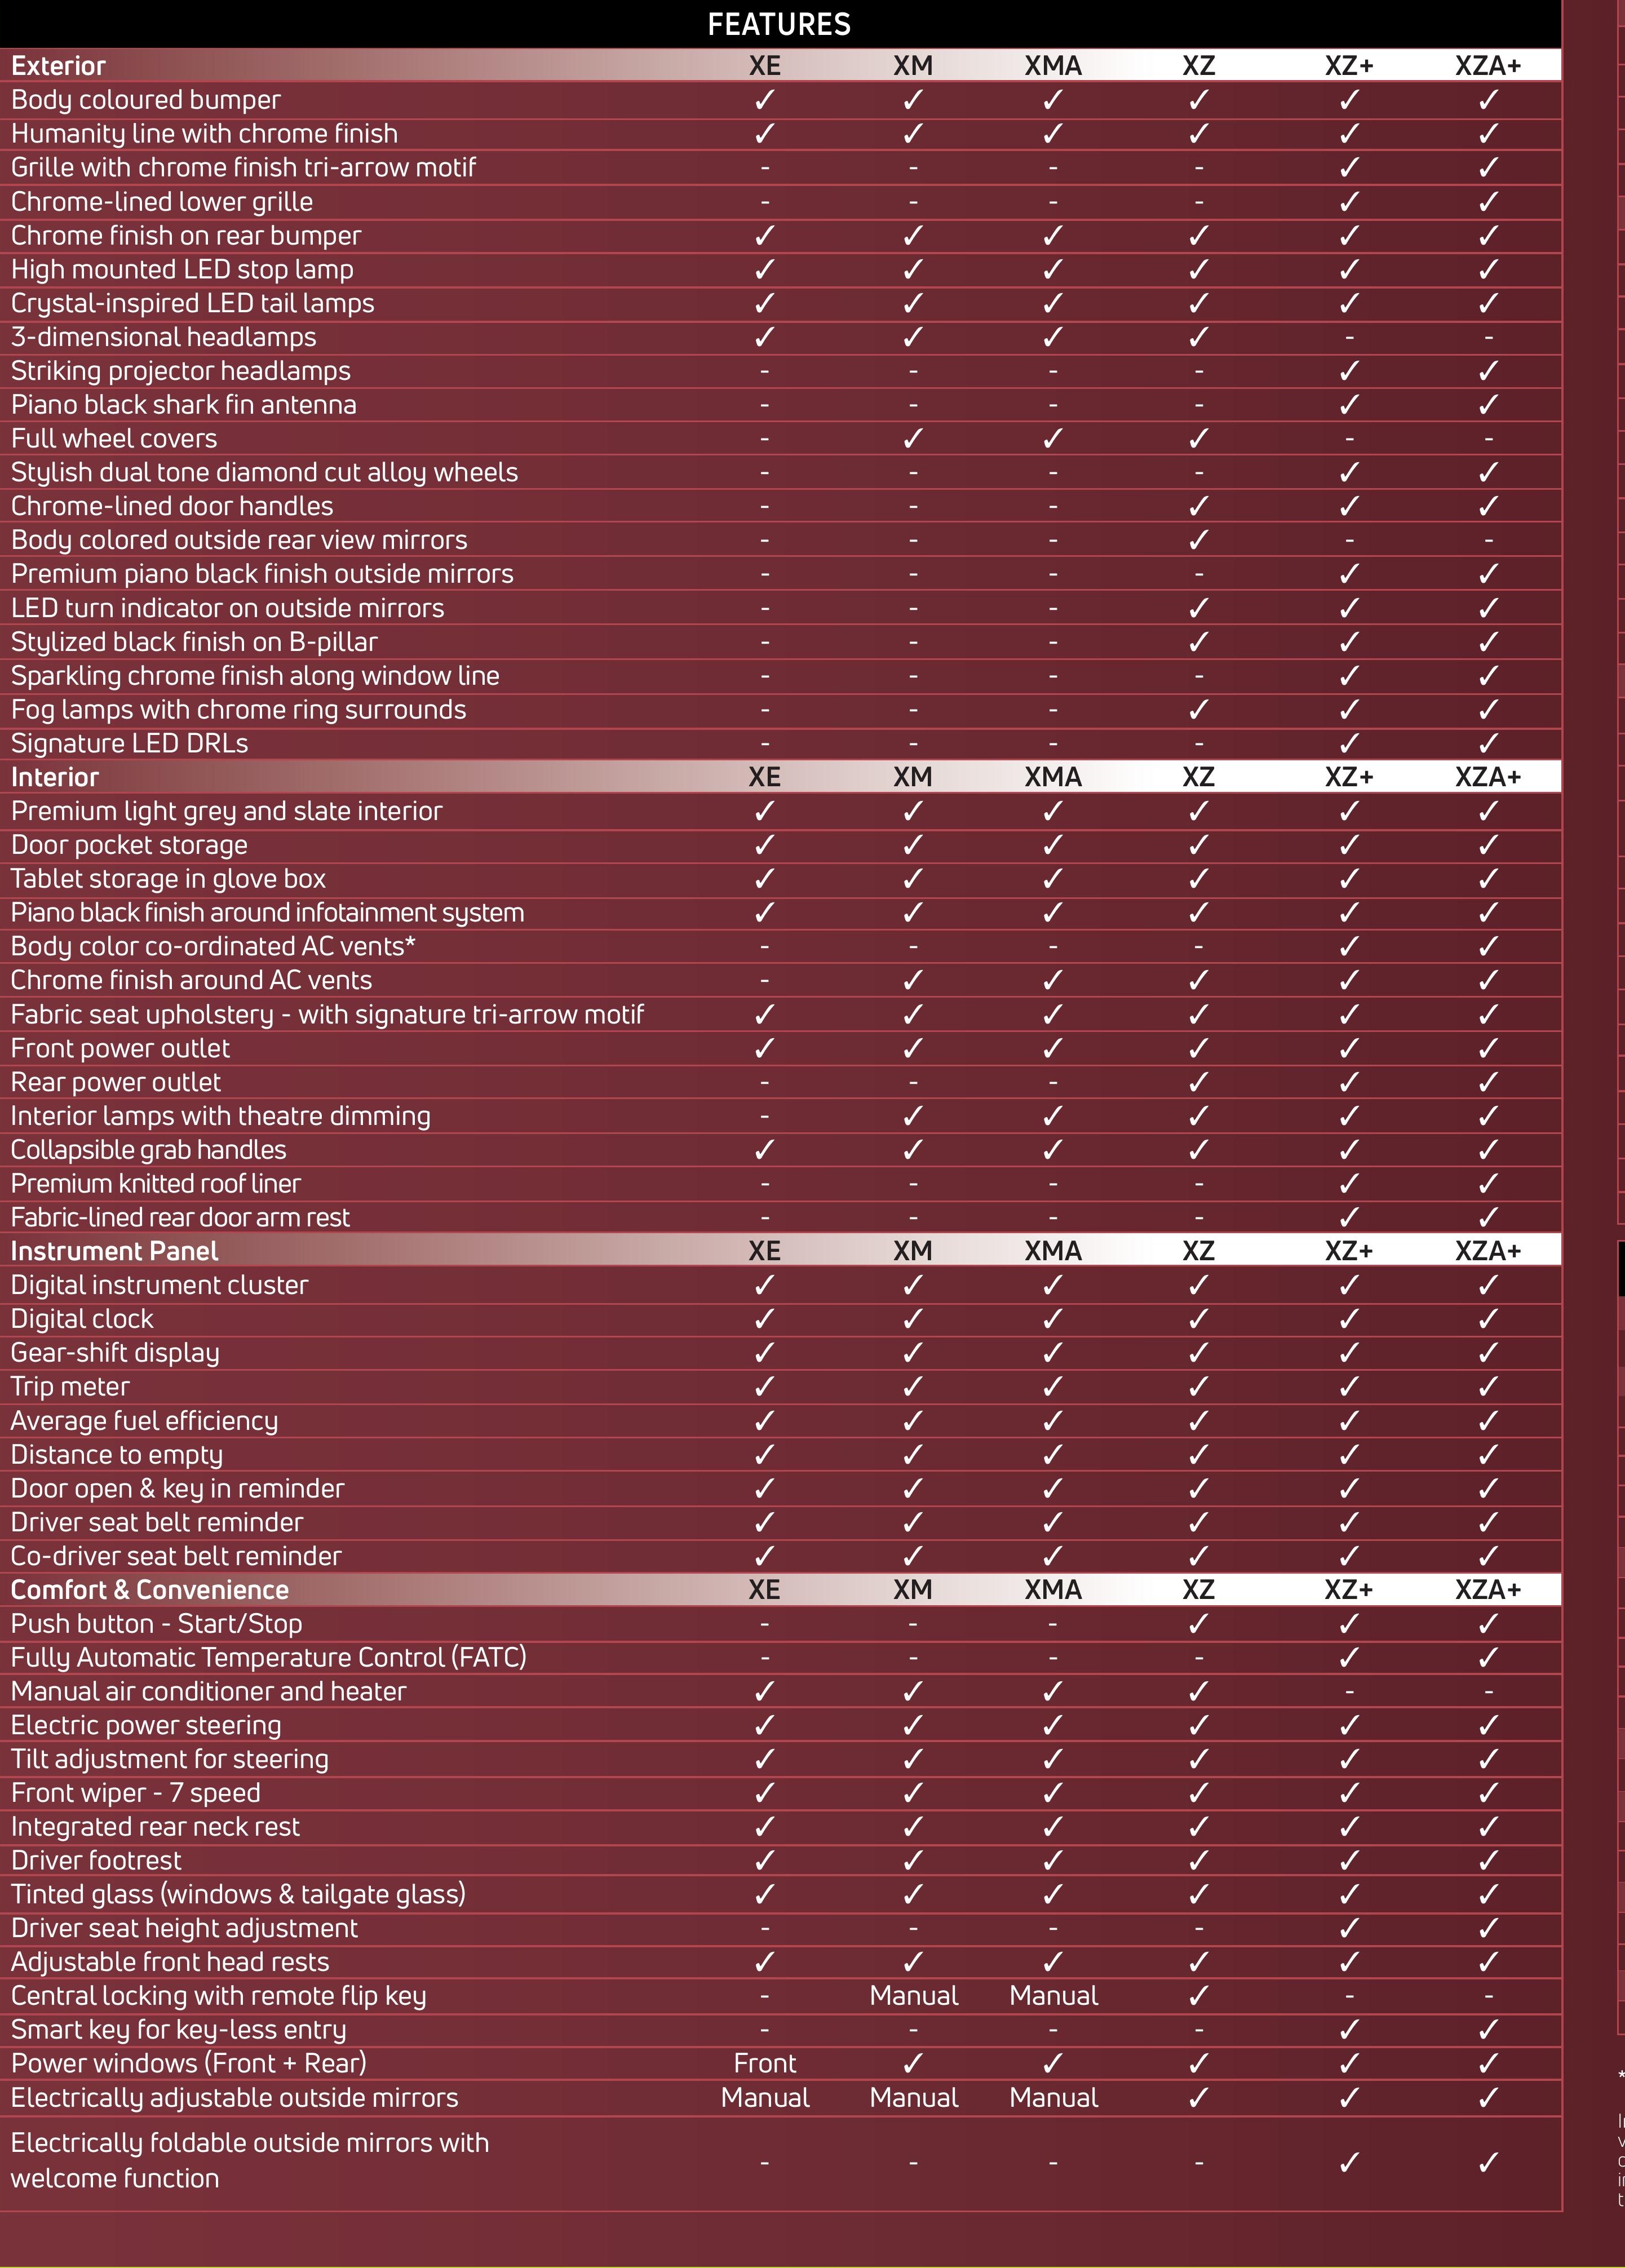 FEATURES
Exterior XE XM XMA XZ XZ+ XZA+
Body coloured bumper ✓ ✓ ✓ ✓ ✓ ✓
Humanity line with chrome finish ✓ ✓ ✓ ✓ ✓ ✓
Grille with chrome finish tri-arrow motif - - - - ✓ ✓
Chrome-lined lower grille - - - - ✓ ✓
Chrome finish on rear bumper ✓ ✓ ✓ ✓ ✓ ✓
High mounted LED stop lamp ✓ ✓ ✓ ✓ ✓ ✓
Crystal-inspired LED tail lamps ✓ ✓ ✓ ✓ ✓ ✓
3-dimensional headlamps ✓ ✓ ✓ ✓ - -
Striking projector headlamps - - - - ✓ ✓
Piano black shark fin antenna - - - - ✓ ✓
Full wheel covers - ✓ ✓ ✓ - -
Stylish dual tone diamond cut alloy wheels - - - - ✓ ✓
Chrome-lined door handles - - - ✓ ✓ ✓
Body colored outside rear view mirrors - - - ✓ - -
Premium piano black finish outside mirrors - - - - ✓ ✓
LED turn indicator on outside mirrors - - - ✓ ✓ ✓
Stylized black finish on B-pillar - - - ✓ ✓ ✓
Sparkling chrome finish along window line - - - - ✓ ✓
Fog lamps with chrome ring surrounds - - - ✓ ✓ ✓
Signature LED DRLs - - - - ✓ ✓
Interior XE XM XMA XZ XZ+ XZA+
Premium light grey and slate interior ✓ ✓ ✓ ✓ ✓ ✓
Door pocket storage ✓ ✓ ✓ ✓ ✓ ✓
Tablet storage in glove box ✓ ✓ ✓ ✓ ✓ ✓
Piano black finish around infotainment system ✓ ✓ ✓ ✓ ✓ ✓
Body color co-ordinated AC vents* - - - - ✓ ✓
Chrome finish around AC vents - ✓ ✓ ✓ ✓ ✓
Fabric seat upholstery - with signature tri-arrow motif ✓ ✓ ✓ ✓ ✓ ✓
Front power outlet ✓ ✓ ✓ ✓ ✓ ✓
Rear power outlet - - - ✓ ✓ ✓
Interior lamps with theatre dimming - ✓ ✓ ✓ ✓ ✓
Collapsible grab handles ✓ ✓ ✓ ✓ ✓ ✓
Premium knitted roof liner - - - - ✓ ✓
Fabric-lined rear door arm rest - - - - ✓ ✓
Instrument Panel XE XM XMA XZ XZ+ XZA+
Digital instrument cluster ✓ ✓ ✓ ✓ ✓ ✓
Digital clock ✓ ✓ ✓ ✓ ✓ ✓
Gear-shift display ✓ ✓ ✓ ✓ ✓ ✓
Trip meter ✓ ✓ ✓ ✓ ✓ ✓
Average fuel efficiency ✓ ✓ ✓ ✓ ✓ ✓
Distance to empty ✓ ✓ ✓ ✓ ✓ ✓
Door open & key in reminder ✓ ✓ ✓ ✓ ✓ ✓
Driver seat belt reminder ✓ ✓ ✓ ✓ ✓ ✓
Co-driver seat belt reminder ✓ ✓ ✓ ✓ ✓ ✓
Comfort & Convenience XE XM XMA XZ XZ+ XZA+
Push button - Start/Stop - - - ✓ ✓ ✓
Fully Automatic Temperature Control (FATC) - - - - ✓ ✓
Manual air conditioner and heater ✓ ✓ ✓ ✓ - -
Electric power steering ✓ ✓ ✓ ✓ ✓ ✓
Tilt adjustment for steering ✓ ✓ ✓ ✓ ✓ ✓
Front wiper - 7 speed ✓ ✓ ✓ ✓ ✓ ✓
Integrated rear neck rest ✓ ✓ ✓ ✓ ✓ ✓
Driver footrest ✓ ✓ ✓ ✓ ✓ ✓
Tinted glass (windows & tailgate glass) ✓ ✓ ✓ ✓ ✓ ✓
Driver seat height adjustment - - - - ✓ ✓
Adjustable front head rests ✓ ✓ ✓ ✓ ✓ ✓
Central locking with remote flip key - Manual Manual ✓ - -
Smart key for key-less entry - - - - ✓ ✓
Power windows (Front + Rear) Front ✓ ✓ ✓ ✓ ✓
Electrically adjustable outside mirrors Manual Manual Manual ✓ ✓ ✓
Electrically foldable outside mirrors with
welcome function - - - - ✓ ✓